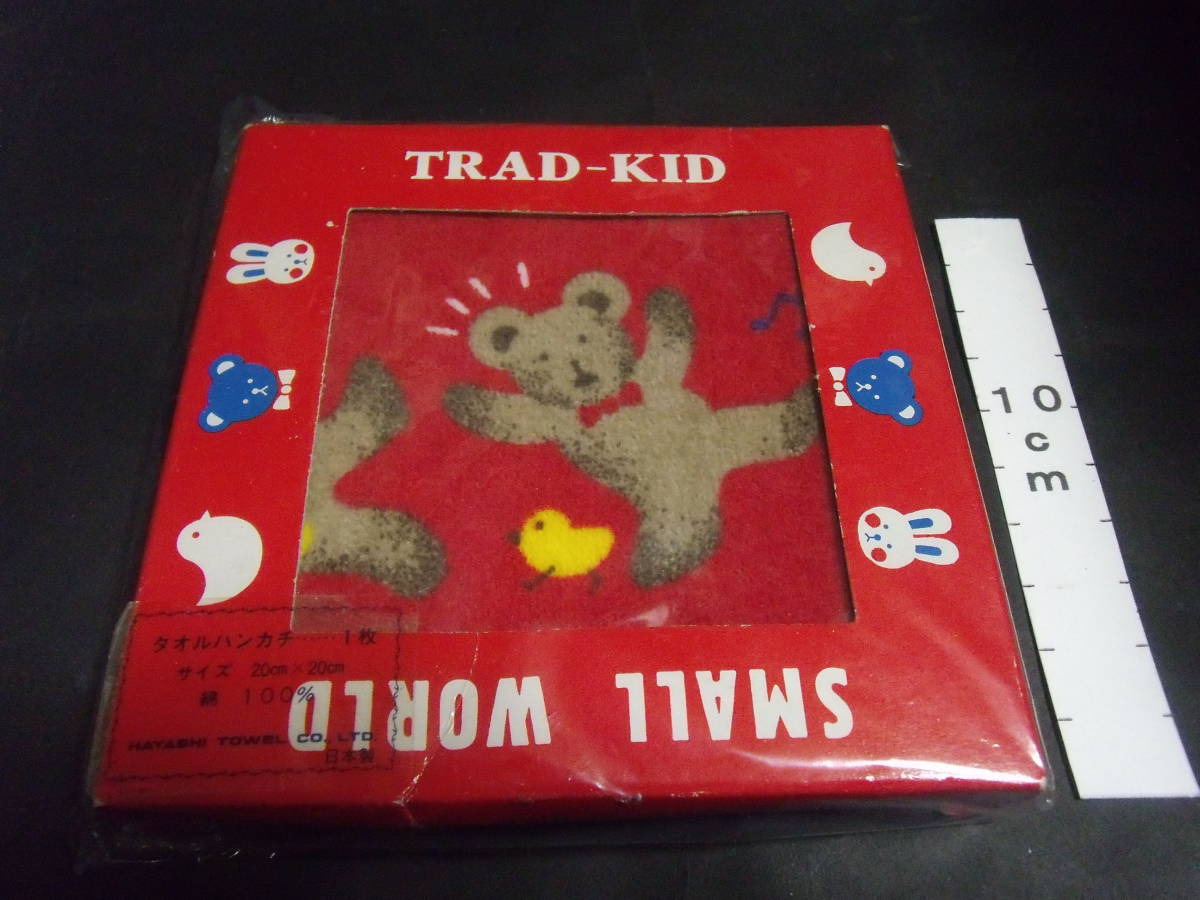 TRAD-KID
10
cm
SMALL WORLD
タオルハンカチ……1枚
サイズ 20cm×20cm
綿 100%
HAYASHI TOWEL CO., LTD.
日本製